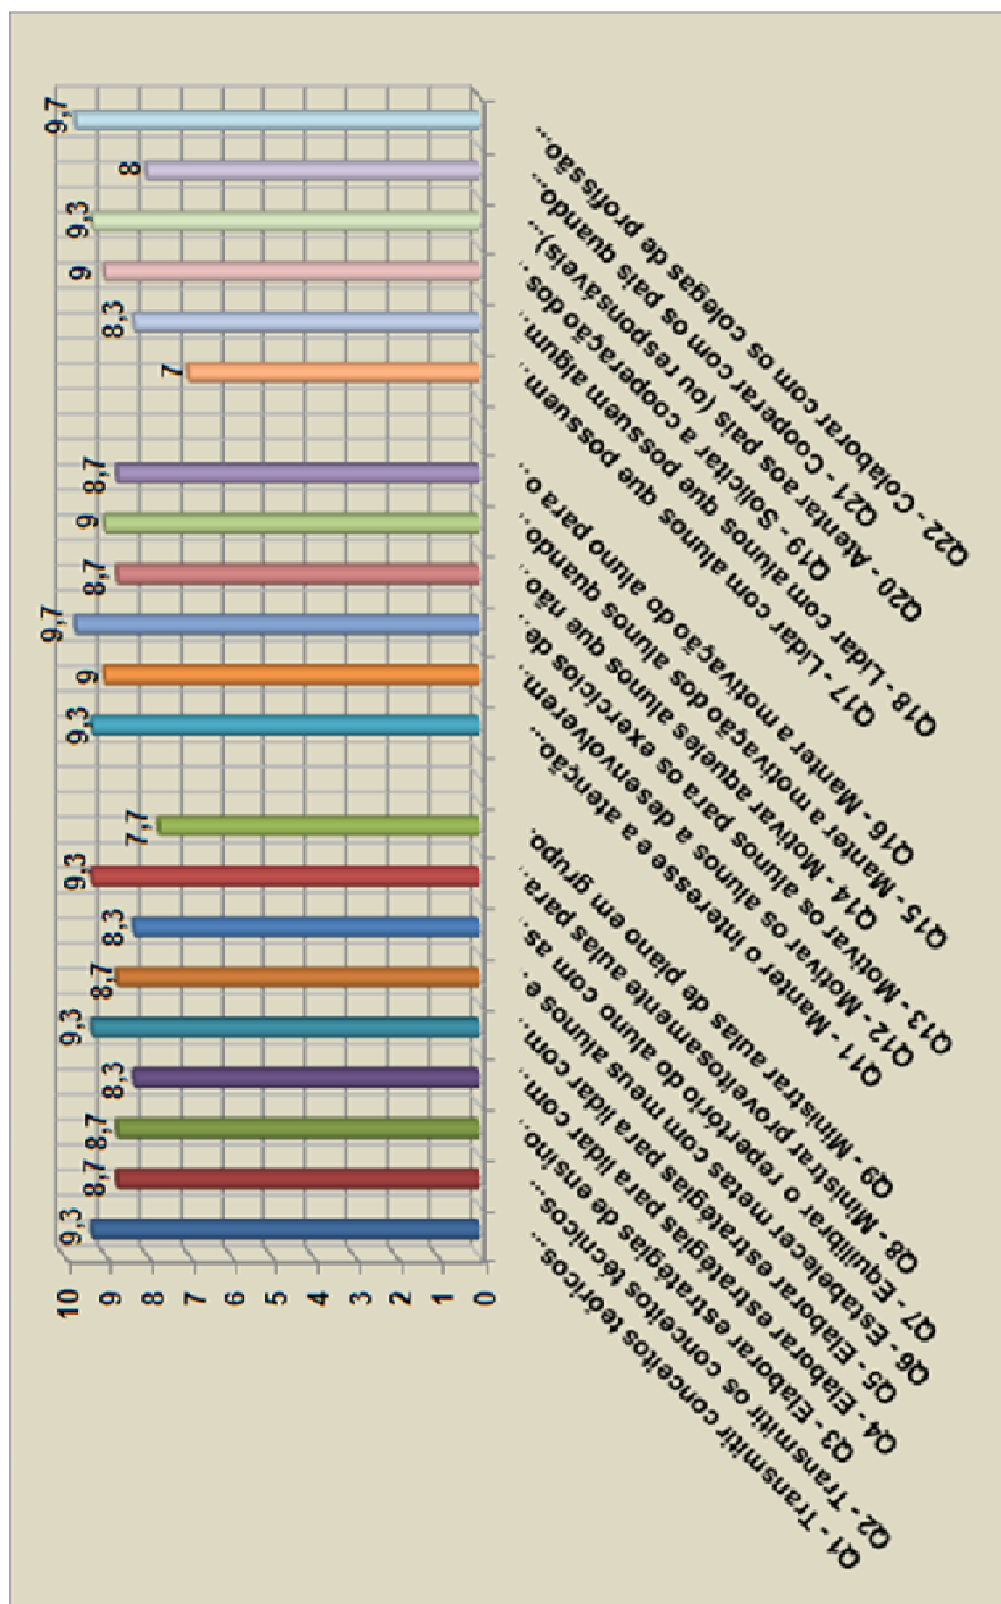 10
9
8
7
6
5
4
3
2
1
0
9,3
8,7
8,7
8,3
9,3
8,7
8,3
9,3
7,7
9,3
9
9,7
8,7
9
8,7
7
8,3
9
9,3
8
9,7
Q1 - Transmitir conceitos teóricos...
Q2 - Transmitir os conceitos técnicos...
Q3 - Elaborar estratégias de ensino...
Q4 - Elaborar estratégias para lidar com...
Q5 - Elaborar estratégias para lidar com...
Q6 - Estabelecer metas com meus alunos e...
Q7 - Equilibrar o repertório do aluno com as...
Q8 - Ministrar proveitosamente aulas para...
Q9 - Ministrar aulas de piano em grupo.
Q11 - Manter o interesse e a atenção...
Q12 - Motivar os alunos a desenvolverem...
Q13 - Motivar os alunos para os exercícios de...
Q14 - Motivar aqueles alunos que não...
Q15 - Manter a motivação dos alunos quando...
Q16 - Manter a motivação do aluno para o...
Q17 - Lidar com alunos que possuem...
Q18 - Lidar com alunos que possuem algum...
Q19 - Solicitar a cooperação dos...
Q20 - Atentar aos pais (ou responsáveis)...
Q21 - Cooperar com os pais quando...
Q22 - Colaborar com os colegas de profissão...